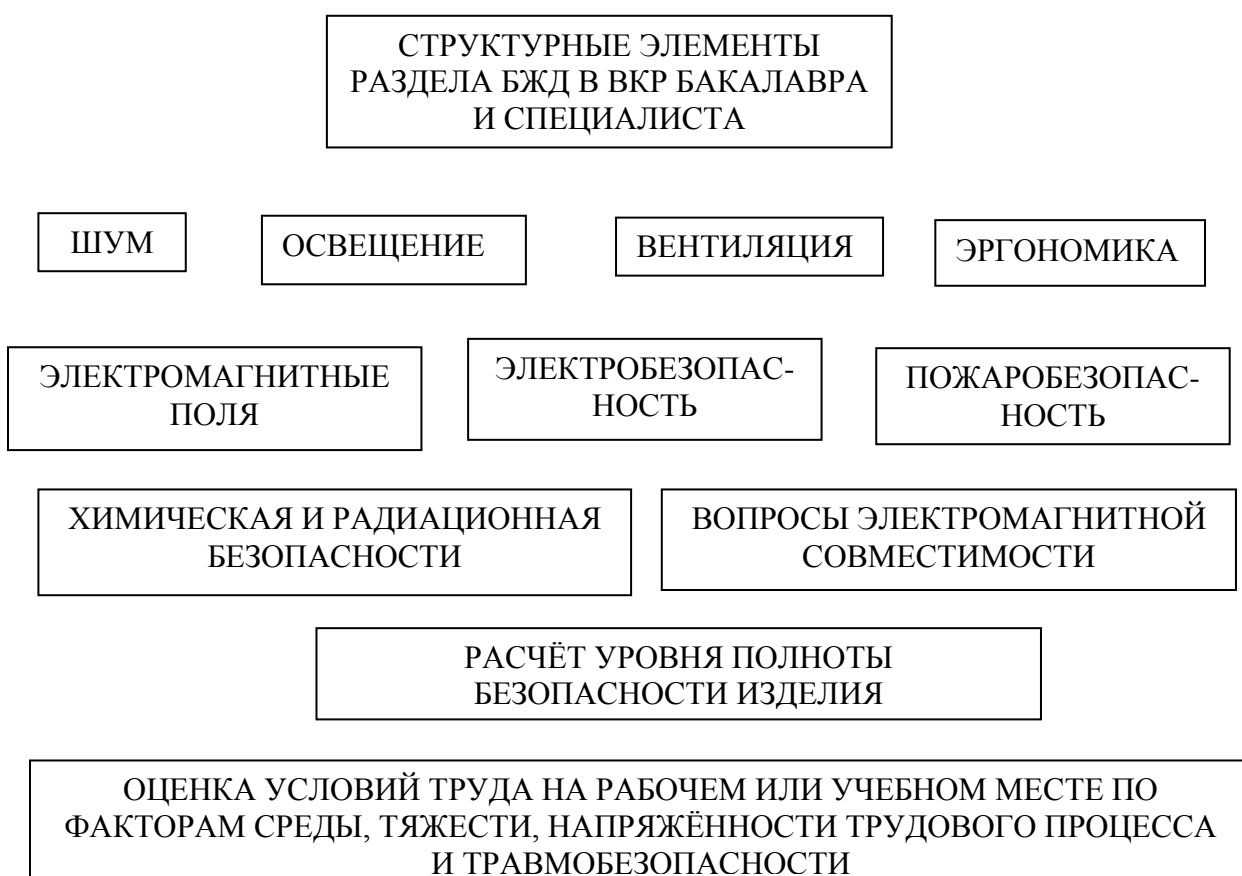 СТРУКТУРНЫЕ ЭЛЕМЕНТЫ
РАЗДЕЛА БЖД В ВКР БАКАЛАВРА
И СПЕЦИАЛИСТА
ШУМ
ОСВЕЩЕНИЕ
ВЕНТИЛЯЦИЯ
ЭРГОНОМИКА
ЭЛЕКТРОМАГНИТНЫЕ
ПОЛЯ
ЭЛЕКТРОБЕЗОПАС-
НОСТЬ
ПОЖАРОБЕЗОПАС-
НОСТЬ
ХИМИЧЕСКАЯ И РАДИАЦИОННАЯ
БЕЗОПАСНОСТИ
ВОПРОСЫ ЭЛЕКТРОМАГНИТНОЙ
СОВМЕСТИМОСТИ
РАСЧЁТ УРОВНЯ ПОЛНОТЫ
БЕЗОПАСНОСТИ ИЗДЕЛИЯ
ОЦЕНКА УСЛОВИЙ ТРУДА НА РАБОЧЕМ ИЛИ УЧЕБНОМ МЕСТЕ ПО
ФАКТОРАМ СРЕДЫ, ТЯЖЕСТИ, НАПРЯЖЁННОСТИ ТРУДОВОГО ПРОЦЕССА
И ТРАВМОБЕЗОПАСНОСТИ